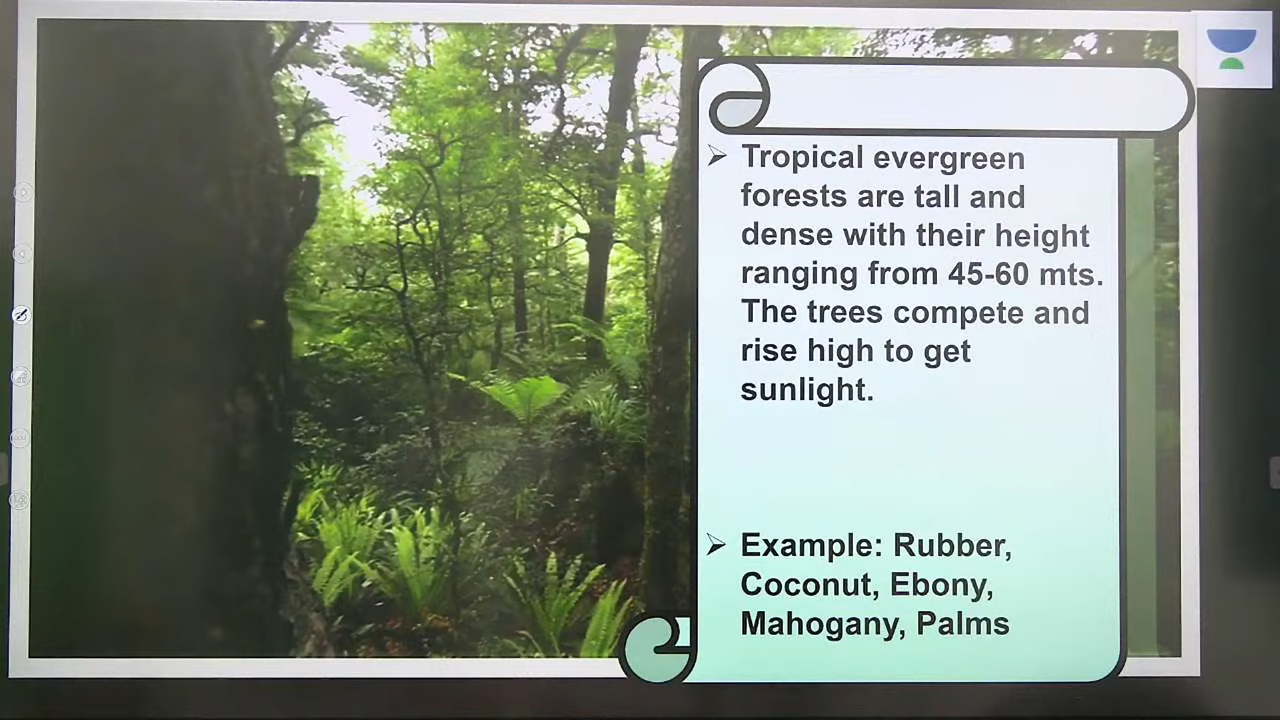 Tropical evergreen
forests are tall and
dense with their height
ranging from 45-60 mts.
The trees compete and
rise high to get
sunlight.
Example: Rubber,
Coconut, Ebony,
Mahogany, Palms